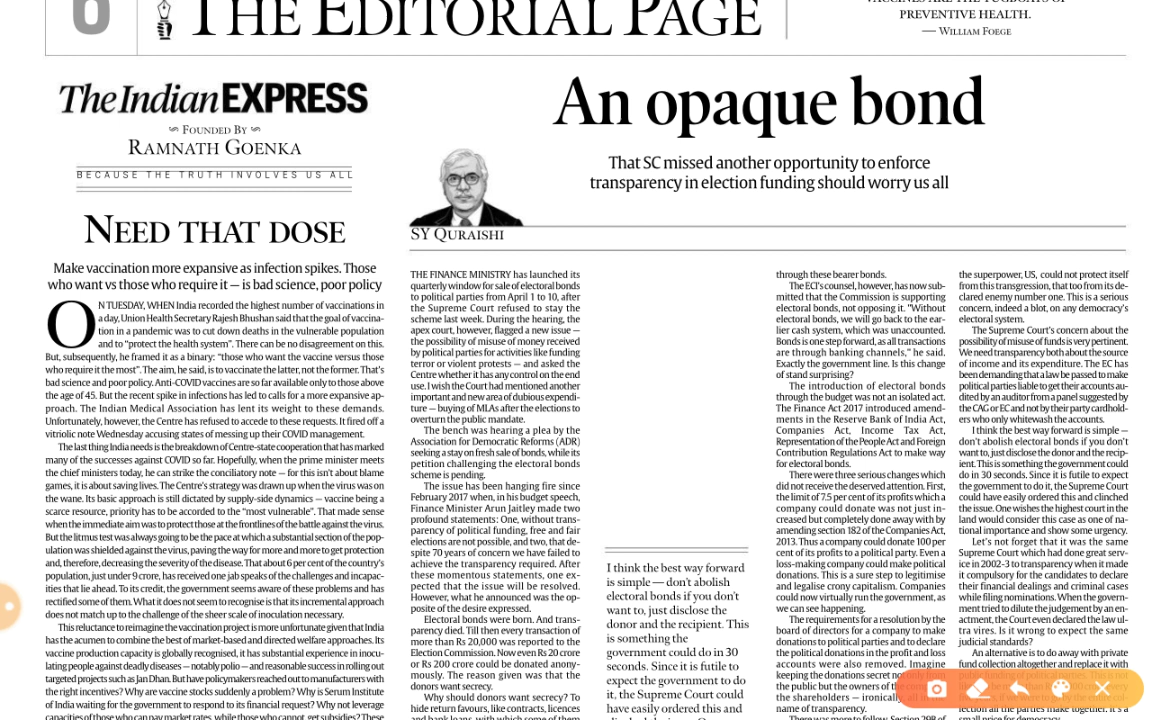 6
THE EDITORIAL PAGE
PREVENTIVE HEALTH.
— WILLIAM FOEGE
The Indian EXPRESS
FOUNDED BY
RAMNATH GOENKA
BECAUSE THE TRUTH INVOLVES US ALL
NEED THAT DOSE
Make vaccination more expansive as infection spikes. Those
who want vs those who require it — is bad science, poor policy
ON TUESDAY, WHEN India recorded the highest number of vaccinations in
a day, Union Health Secretary Rajesh Bhushan said that the goal of vaccina-
tion in a pandemic was to cut down deaths in the vulnerable population
and to "protect the health system". There can be no disagreement on this.
But, subsequently, he framed it as a binary: "those who want the vaccine versus those
who require it the most". The aim, he said, is to vaccinate the latter, not the former. That's
bad science and poor policy. Anti-COVID vaccines are so far available only to those above
the age of 45. But the recent spike in infections has led to calls for a more expansive ap-
proach. The Indian Medical Association has lent its weight to these demands.
Unfortunately, however, the Centre has refused to accede to these requests. It fired off a
vitriolic note Wednesday accusing states of messing up their COVID management.
The last thing India needs is the breakdown of Centre-state cooperation that has marked
many of the successes against COVID so far. Hopefully, when the prime minister meets
the chief ministers today, he can strike the conciliatory note — for this isn't about blame
games, it is about saving lives. The Centre's strategy was drawn up when the virus was on
the wane. Its basic approach is still dictated by supply-side dynamics — vaccine being a
scarce resource, priority has to be accorded to the "most vulnerable". That made sense
when the immediate aim was to protect those at the frontlines of the battle against the virus.
But the litmus test was always going to be the pace at which a substantial section of the pop-
ulation was shielded against the virus, paving the way for more and more to get protection
and, therefore, decreasing the severity of the disease. That about 6 per cent of the country's
population, just under 9 crore, has received one jab speaks of the challenges and incapac-
ities that lie ahead. To its credit, the government seems aware of these problems and has
rectified some of them. What it does not seem to recognise is that its incremental approach
does not match up to the challenge of the sheer scale of inoculation necessary.
This reluctance to reimagine the vaccination project is more unfortunate given that India
has the acumen to combine the best of market-based and directed welfare approaches. Its
vaccine production capacity is globally recognised, it has substantial experience in inocu-
lating people against deadly diseases — notably polio — and reasonable success in rolling out
targeted projects such as Jan Dhan. But have policymakers reached out to manufacturers with
the right incentives? Why are vaccine stocks suddenly a problem? Why is Serum Institute
of India waiting for the government to respond to its financial request? Why not leverage
capacities of those who can pay market rates, while those who cannot, get subsidies? These
An opaque bond
That SC missed another opportunity to enforce
transparency in election funding should worry us all
SY QURAISHI
THE FINANCE MINISTRY has launched its
quarterly window for sale of electoral bonds
to political parties from April 1 to 10, after
the Supreme Court refused to stay the
scheme last week. During the hearing, the
apex court, however, flagged a new issue —
the possibility of misuse of money received
by political parties for activities like funding
terror or violent protests — and asked the
Centre whether it has any control on the end
use. I wish the Court had mentioned another
important and new area of dubious expendi-
ture — buying of MLAs after the elections to
overturn the public mandate.
The bench was hearing a plea by the
Association for Democratic Reforms (ADR)
seeking a stay on fresh sale of bonds, while its
petition challenging the electoral bonds
scheme is pending.
The issue has been hanging fire since
February 2017 when, in his budget speech,
Finance Minister Arun Jaitley made two
profound statements: One, without trans-
parency of political funding, free and fair
elections are not possible, and two, that de-
spite 70 years of concern we have failed to
achieve the transparency required. After
these momentous statements, one ex-
pected that the issue will be resolved.
However, what he announced was the op-
posite of the desire expressed.
Electoral bonds were born. And trans-
parency died. Till then every transaction of
more than Rs 20,000 was reported to the
Election Commission. Now even Rs 20 crore
or Rs 200 crore could be donated anony-
mously. The reason given was that the
donors want secrecy.
Why should donors want secrecy? To
hide return favours, like contracts, licences
and bank loans, with which some of them
I think the best way forward
is simple — don't abolish
electoral bonds if you don't
want to, just disclose the
donor and the recipient. This
is something the
government could do in 30
seconds. Since it is futile to
expect the government to do
it, the Supreme Court could
have easily ordered this and
through these bearer bonds.
The ECI's counsel, however, has now sub-
mitted that the Commission is supporting
electoral bonds, not opposing it. "Without
electoral bonds, we will go back to the ear-
lier cash system, which was unaccounted.
Bonds is one step forward, as all transactions
are through banking channels," he said.
Exactly the government line. Is this change
of stand surprising?
The introduction of electoral bonds
through the budget was not an isolated act.
The Finance Act 2017 introduced amend-
ments in the Reserve Bank of India Act,
Companies Act, Income Tax Act,
Representation of the People Act and Foreign
Contribution Regulations Act to make way
for electoral bonds.
There were three serious changes which
did not receive the deserved attention. First,
the limit of 7.5 per cent of its profits which a
company could donate was not just in-
creased but completely done away with by
amending section 182 of the Companies Act,
2013. Thus a company could donate 100 per
cent of its profits to a political party. Even a
loss-making company could make political
donations. This is a sure step to legitimise
and legalise crony capitalism. Companies
could now virtually run the government, as
we can see happening.
The requirements for a resolution by the
board of directors for a company to make
donations to political parties and to declare
the political donations in the profit and loss
accounts were also removed. Imagine
keeping the donations secret not only from
the public but the owners of the company,
the shareholders — ironically, all in the
name of transparency.
There was more to follow. Section 29B of
the superpower, US, could not protect itself
from this transgression, that too from its de-
clared enemy number one. This is a serious
concern, indeed a blot, on any democracy's
electoral system.
The Supreme Court's concern about the
possibility of misuse of funds is very pertinent.
We need transparency both about the source
of income and its expenditure. The EC has
been demanding that a law be passed to make
political parties liable to get their accounts au-
dited by an auditor from a panel suggested by
the CAG or EC and not by their party cardhold-
ers who only whitewash the accounts.
I think the best way forward is simple —
don't abolish electoral bonds if you don't
want to, just disclose the donor and the recip-
ient. This is something the government could
do in 30 seconds. Since it is futile to expect
the government to do it, the Supreme Court
could have easily ordered this and clinched
the issue. One wishes the highest court in the
land would consider this case as one of na-
tional importance and show some urgency.
Let's not forget that it was the same
Supreme Court which had done great serv-
ice in 2002-3 to transparency when it made
it compulsory for the candidates to declare
their financial dealings and criminal cases
while filing nominations. When the govern-
ment tried to dilute the judgement by an en-
actment, the Court even declared the law ul-
tra vires. Is it wrong to expect the same
judicial standards?
An alternative is to do away with private
fund collection altogether and replace it with